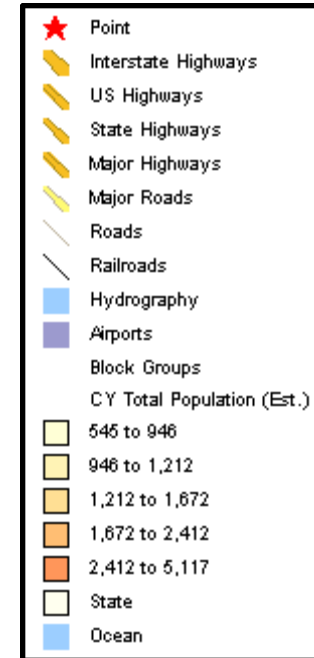 Point
Interstate Highways
US Highways
State Highways
Major Highways
Major Roads
Roads
Railroads
Hydrography
Airports
Block Groups
CY Total Population (Est.)
545 to 946
946 to 1,212
1,212 to 1,672
1,672 to 2,412
2,412 to 5,117
State
Ocean